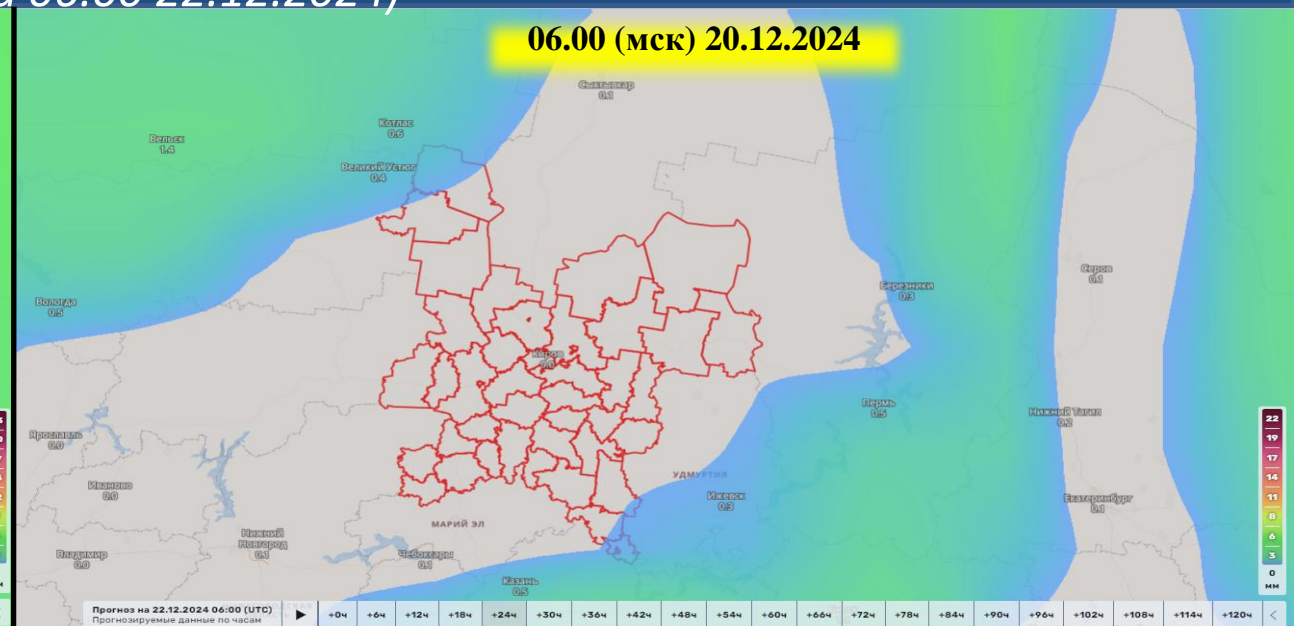 а 06.00 22.12.2024)
06.00 (мск) 20.12.2024
Сыктывкар
0.1
Котлас
0.6
Вельск
1.4
Великий Устюг
0.4
Серов
0.1
Березники
0.3
Вологда
0.5
Киров
0.0
Пермь
0.5
Нижний Тагил
0.2
Ярославль
0.0
УДМУРТИЯ
Иваново
0.0
Ижевск
0.3
Екатеринбург
0.1
МАРИЙ ЭЛ
Нижний
Новгород
0.1
Владимир
0.0
Чебоксары
0.1
Казань
0.5
22
19
17
14
11
8
6
3
0
мм
Прогноз на 22.12.2024 06:00 (UTC)
Прогнозируемые данные по часам
+0ч +6ч +12ч +18ч +24ч +30ч +36ч +42ч +48ч +54ч +60ч +66ч +72ч +78ч +84ч +90ч +96ч +102ч +108ч +114ч +120ч